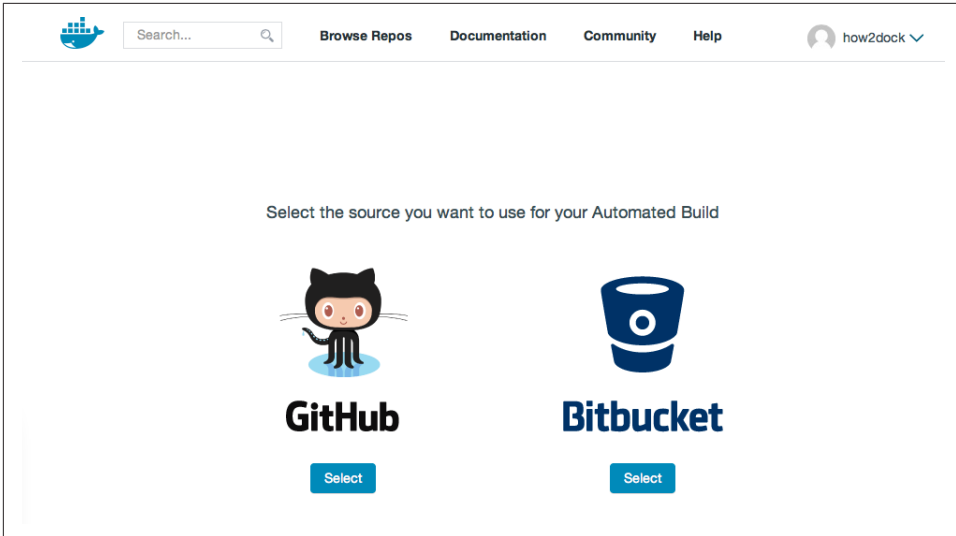 Search... Browse Repos Documentation Community Help how2dock
Select the source you want to use for your Automated Build
GitHub Bitbucket
Select Select